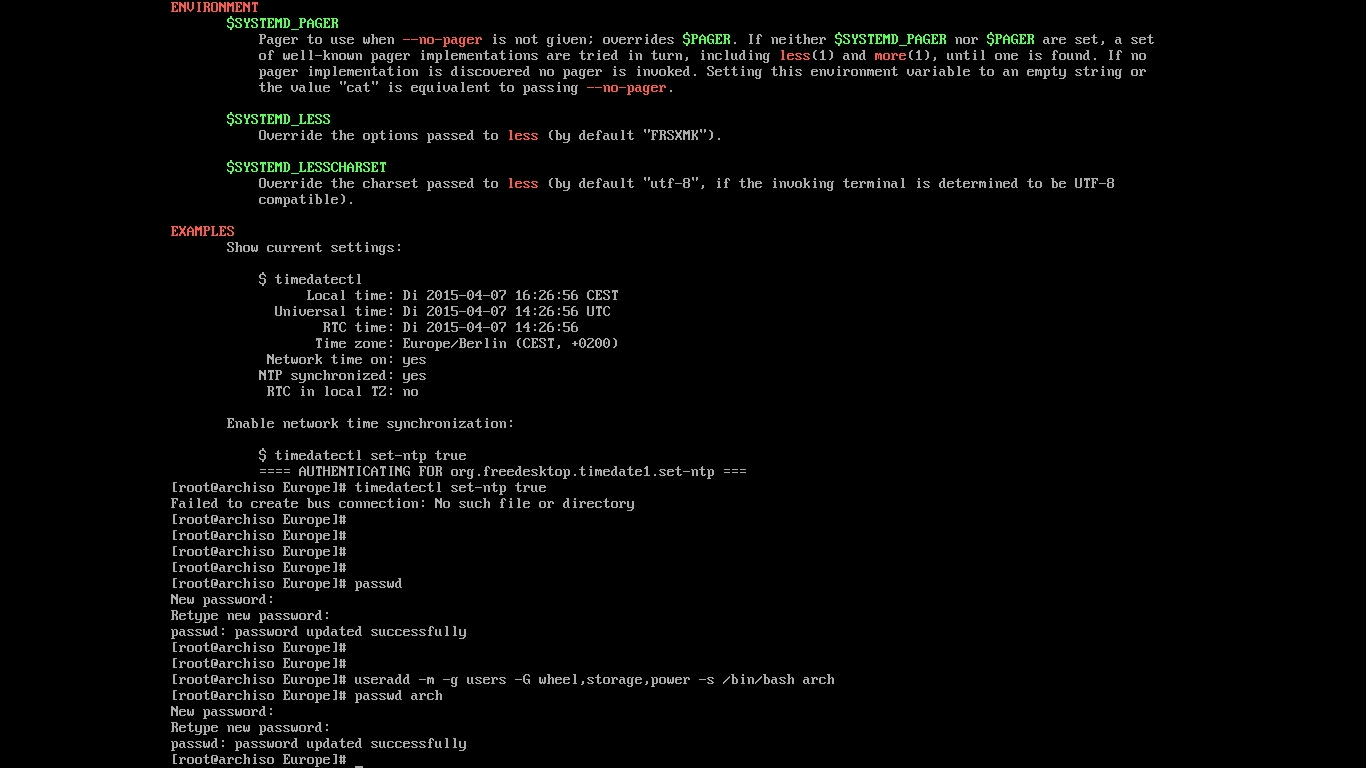 ENVIRONMENT
$SYSTEMD_PAGER
Pager to use when --no-pager is not given; overrides $PAGER. If neither $SYSTEMD_PAGER nor $PAGER are set, a set
of well-known pager implementations are tried in turn, including less(1) and more(1), until one is found. If no
pager implementation is discovered no pager is invoked. Setting this environment variable to an empty string or
the value "cat" is equivalent to passing --no-pager.
$SYSTEMD_LESS
Override the options passed to less (by default "FRSXMK").
$SYSTEMD_LESSCHARSET
Override the charset passed to less (by default "utf-8", if the invoking terminal is determined to be UTF-8
compatible).
EXAMPLES
Show current settings:
$ timedatectl
Local time: Di 2015-04-07 16:26:56 CEST
Universal time: Di 2015-04-07 14:26:56 UTC
RTC time: Di 2015-04-07 14:26:56
Time zone: Europe/Berlin (CEST, +0200)
Network time on: yes
NTP synchronized: yes
RTC in local TZ: no
Enable network time synchronization:
$ timedatectl set-ntp true
==== AUTHENTICATING FOR org.freedesktop.timedate1.set-ntp ===
[root@archiso Europe]# timedatectl set-ntp true
Failed to create bus connection: No such file or directory
[root@archiso Europe]#
[root@archiso Europe]#
[root@archiso Europe]#
[root@archiso Europe]#
[root@archiso Europe]# passwd
New password:
Retype new password:
passwd: password updated successfully
[root@archiso Europe]#
[root@archiso Europe]#
[root@archiso Europe]# useradd -m -g users -G wheel,storage,power -s /bin/bash arch
[root@archiso Europe]# passwd arch
New password:
Retype new password:
passwd: password updated successfully
[root@archiso Europe]# _